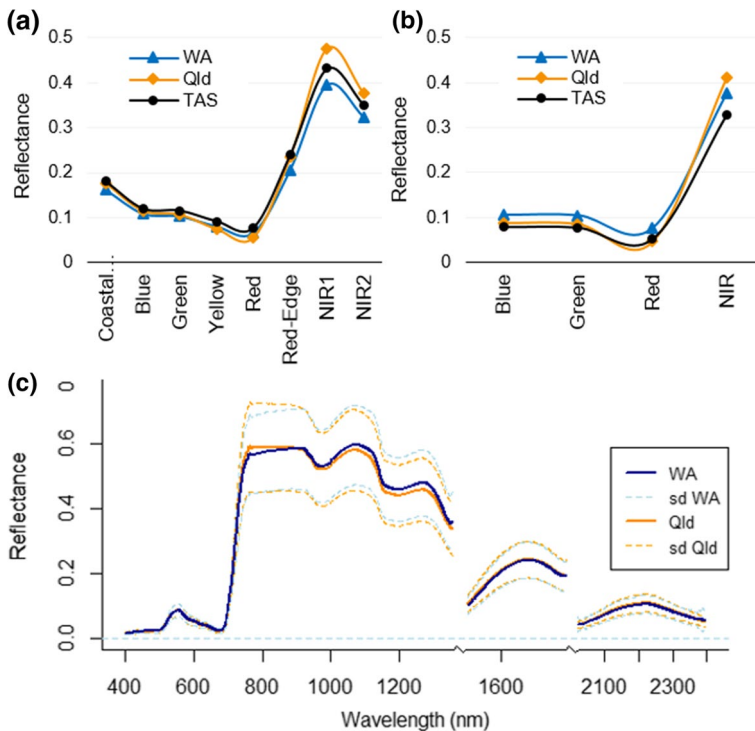 (a)
0.5
0.4
0.3
0.2
0.1
0
Reflectance
WA
Qld
TAS
Coastal...
Blue
Green
Yellow
Red
Red-Edge
NIR1
NIR2
(b)
0.5
0.4
0.3
0.2
0.1
0
Reflectance
WA
Qld
TAS
Blue
Green
Red
NIR
(c)
0
0.6
0.4
0.2
0.0
Reflectance
WA
sd WA
Qld
sd Qld
400 600 800 1000 1200 1600 2100 2300
Wavelength (nm)